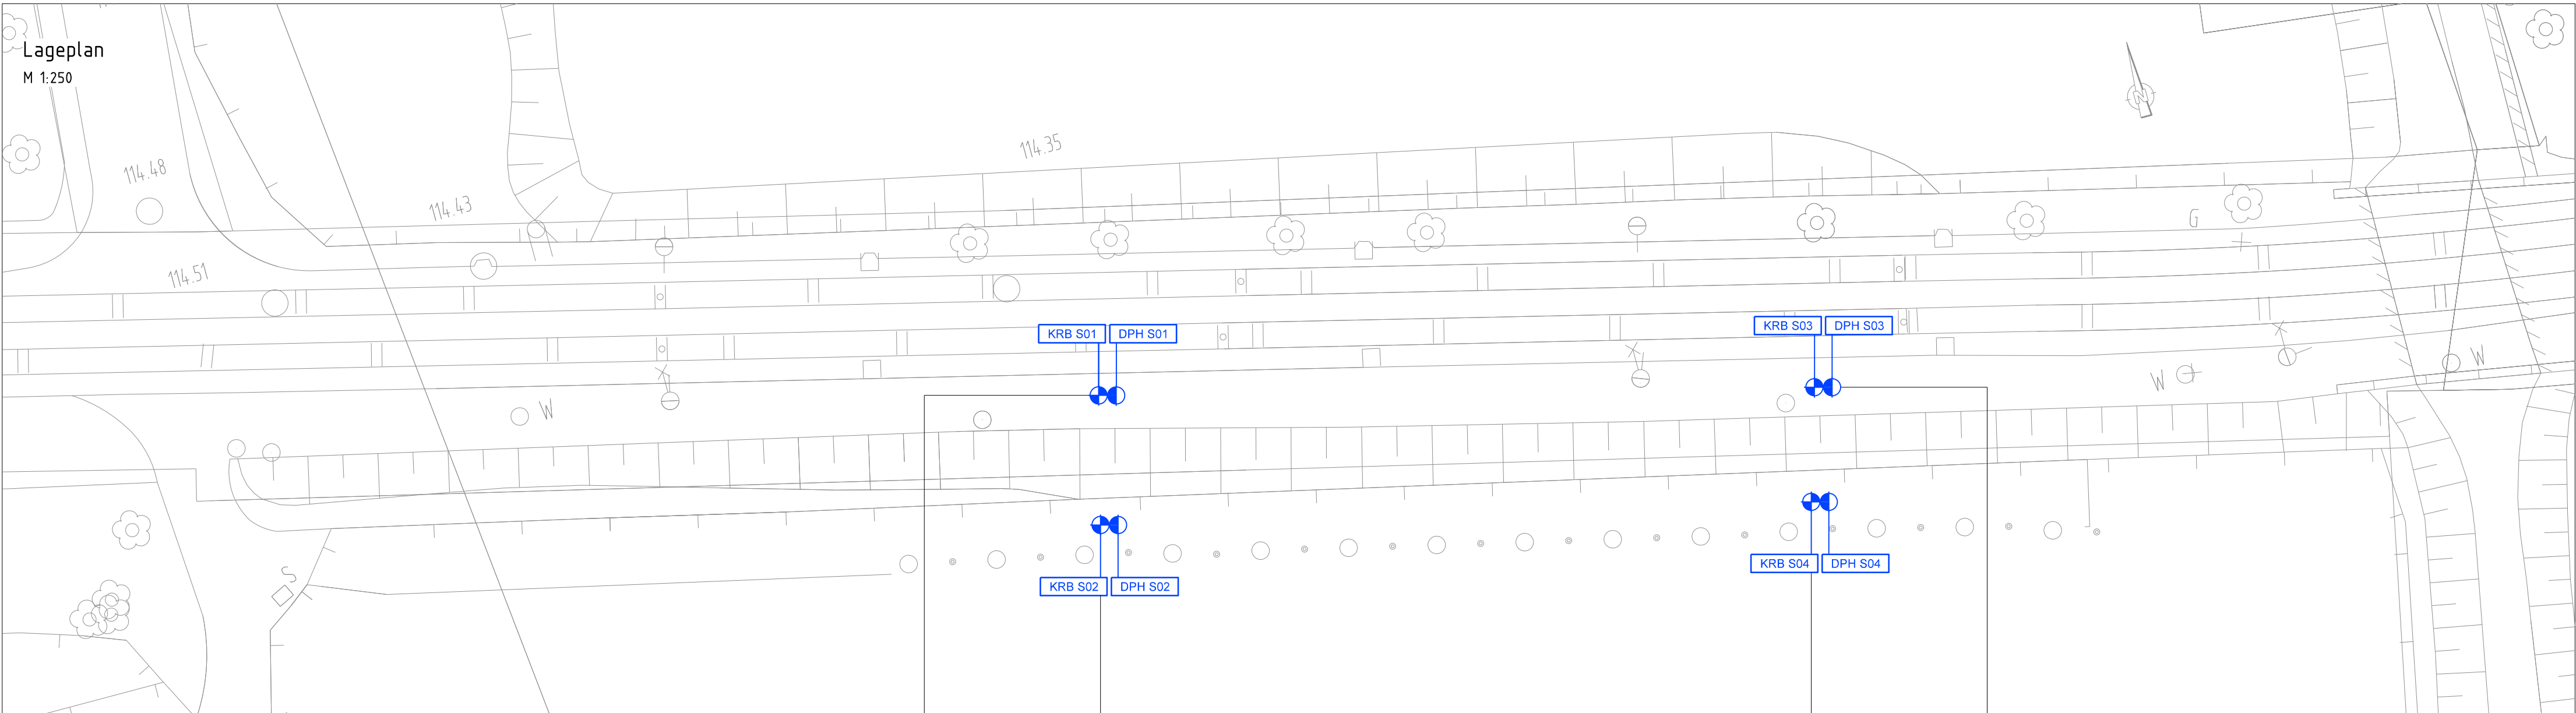 Lageplan
M 1:250
114.35
114.48
114.43
G
114.51
N
KRB S01
DPH S01
KRB S03
DPH S03
W
W
W
KRB S02
DPH S02
KRB S04
DPH S04
S